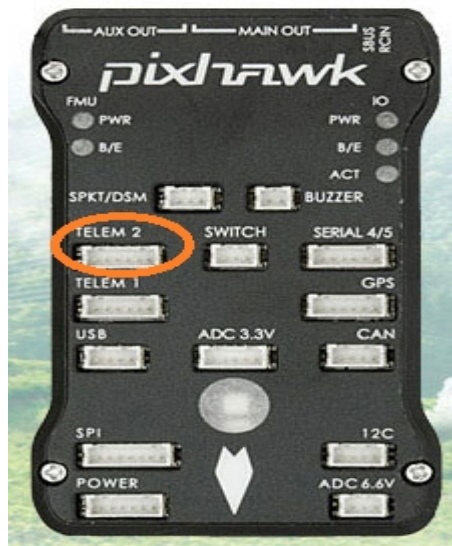 AUX OUT MAIN OUT SBUS
RCIN
pixhawk
FMU IO
PWR PWR
B/E B/E
ACT
SPKT/DSM BUZZER
TELEM 2 SWITCH SERIAL 4/5
TELEM 1 GPS
USB ADC 3.3V CAN
SPI 12C
POWER ADC 6.6V